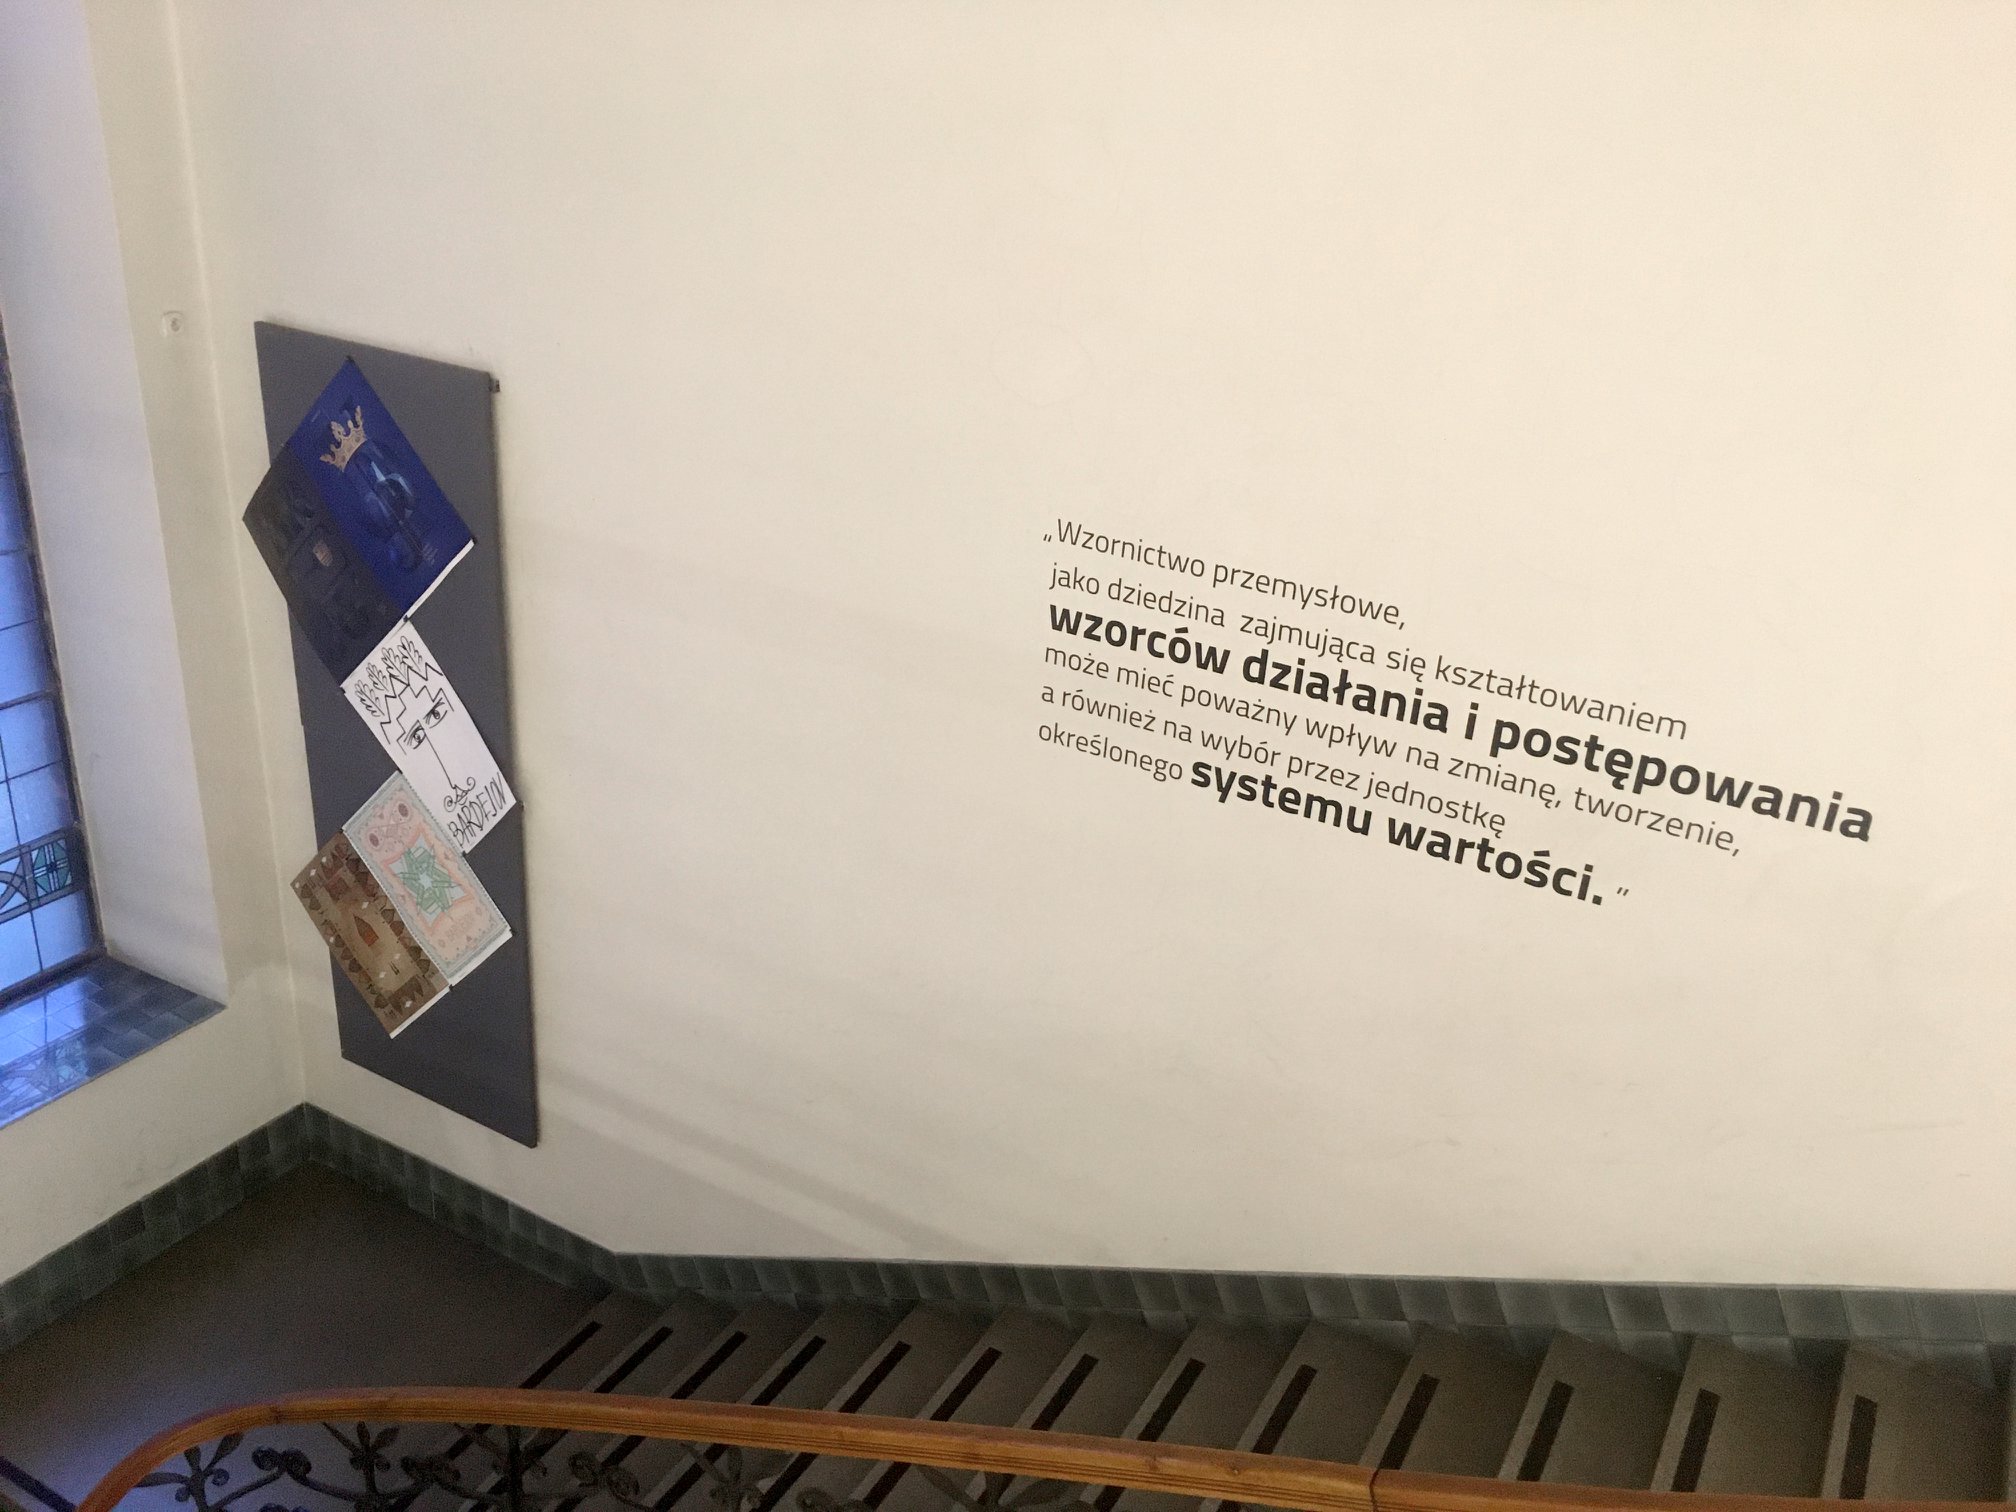 „Wzornictwo przemysłowe,
jako dziedzina zajmująca się kształtowaniem
wzorców działania i postępowania
może mieć poważny wpływ na zmianę, tworzenie,
a również na wybór przez jednostkę
określonego systemu wartości. ”
BARDEJOV